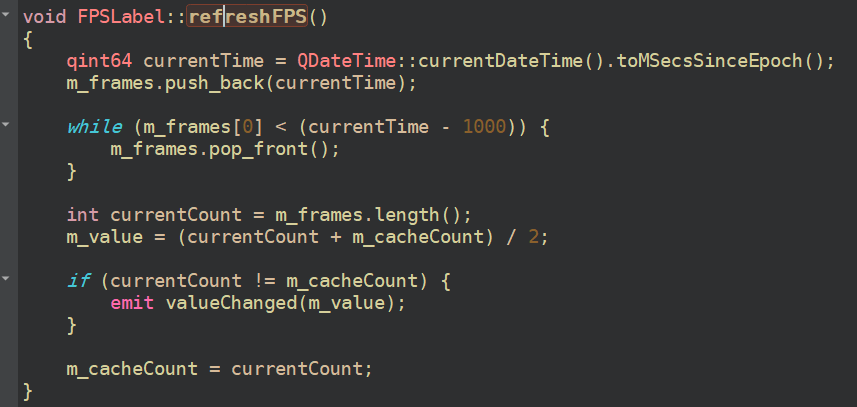 void FPSLabel::refreshFPS()
{
    qint64 currentTime = QDateTime::currentDateTime().toMSecsSinceEpoch();
    m_frames.push_back(currentTime);

    while (m_frames[0] < (currentTime - 1000)) {
        m_frames.pop_front();
    }

    int currentCount = m_frames.length();
    m_value = (currentCount + m_cacheCount) / 2;

    if (currentCount != m_cacheCount) {
        emit valueChanged(m_value);
    }

    m_cacheCount = currentCount;
}